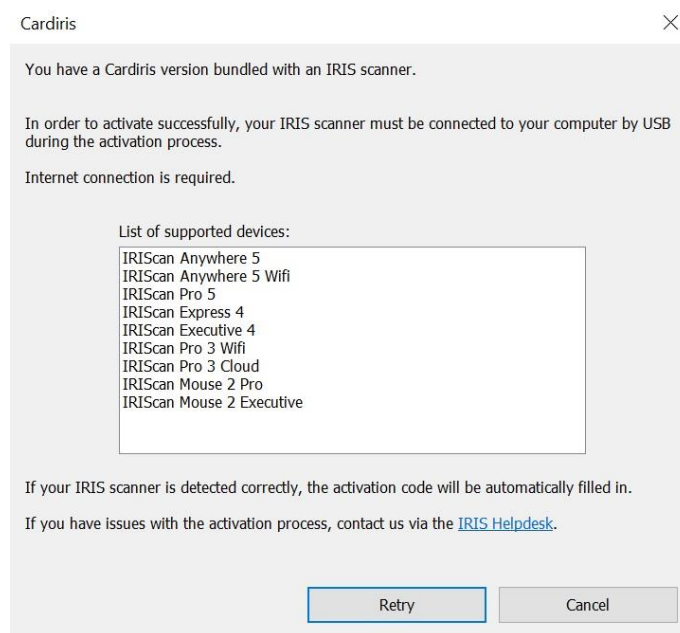 Cardiris
You have a Cardiris version bundled with an IRIS scanner.
In order to activate successfully, your IRIS scanner must be connected to your computer by USB
during the activation process.
Internet connection is required.
List of supported devices:
IRIScan Anywhere 5
IRIScan Anywhere 5 Wifi
IRIScan Pro 5
IRIScan Express 4
IRIScan Executive 4
IRIScan Pro 3 Wifi
IRIScan Pro 3 Cloud
IRIScan Mouse 2 Pro
IRIScan Mouse 2 Executive
If your IRIS scanner is detected correctly, the activation code will be automatically filled in.
If you have issues with the activation process, contact us via the IRIS Helpdesk.
Retry Cancel